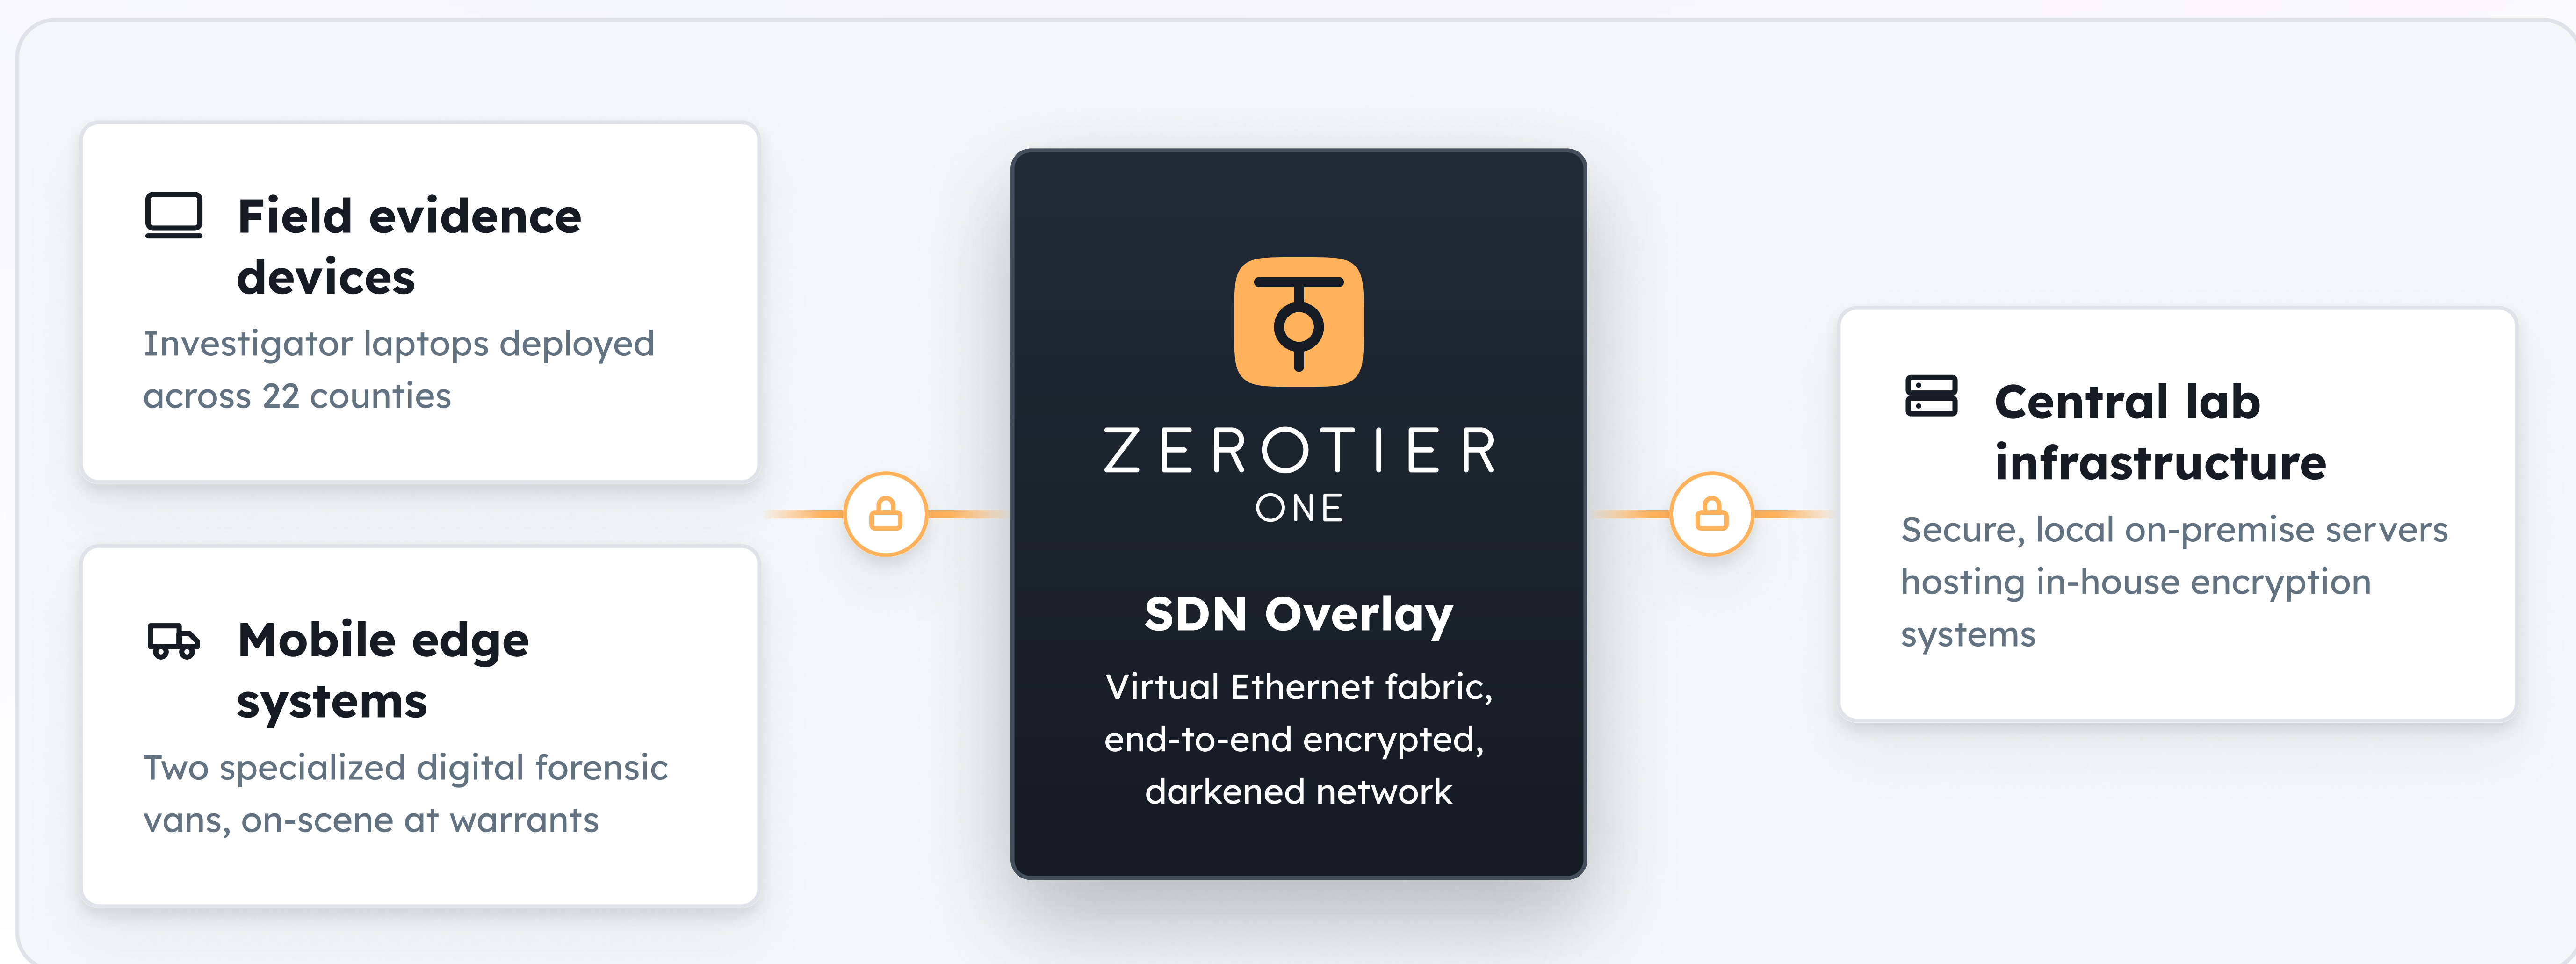 Field evidence
devices
Investigator laptops deployed
across 22 counties
Mobile edge
systems
Two specialized digital forensic
vans, on-scene at warrants
ZEROTIER
ONE
SDN Overlay
Virtual Ethernet fabric,
end-to-end encrypted,
darkened network
Central lab
infrastructure
Secure, local on-premise servers
hosting in-house encryption
systems